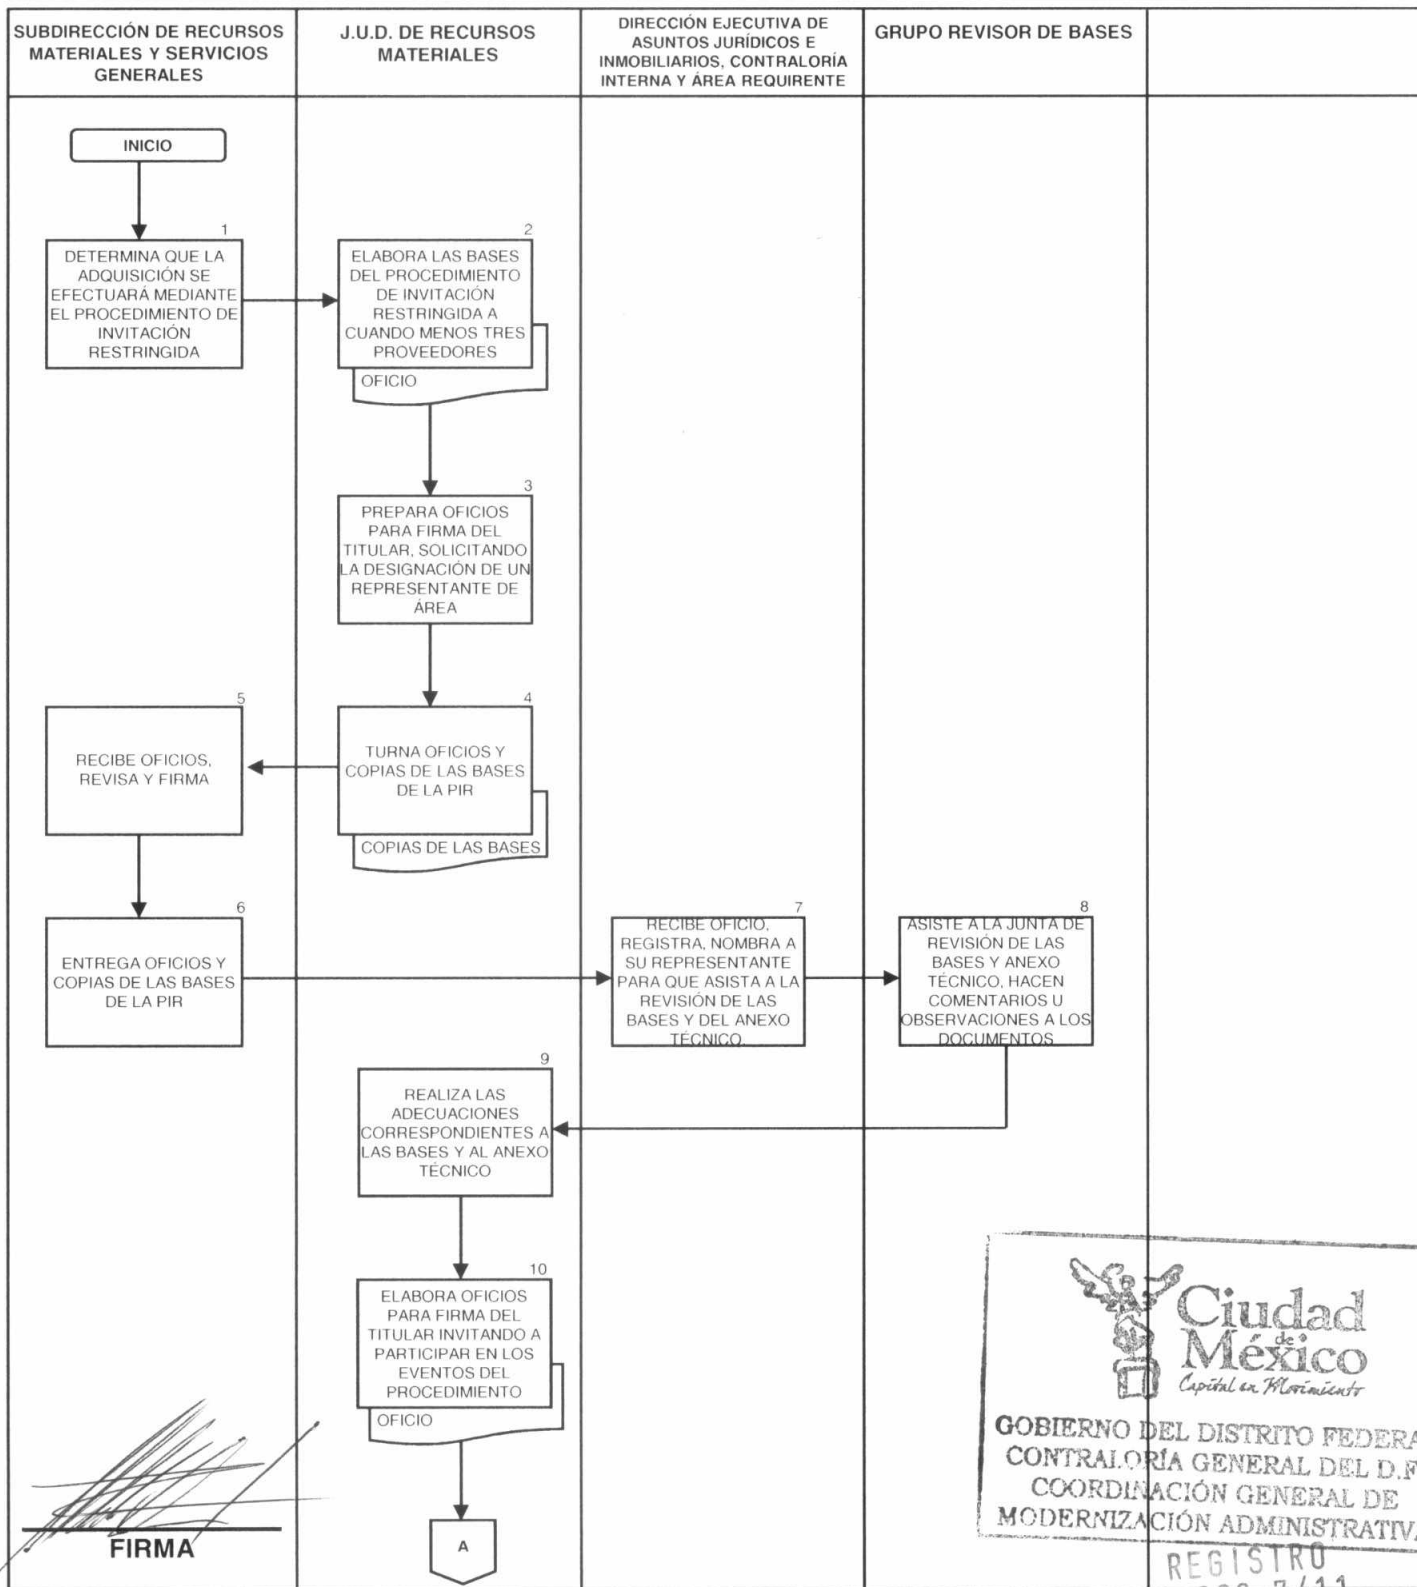 SUBDIRECCIÓN DE RECURSOS
MATERIALES Y SERVICIOS
GENERALES
J.U.D. DE RECURSOS
MATERIALES
DIRECCIÓN EJECUTIVA DE
ASUNTOS JURÍDICOS E
INMOBILIARIOS, CONTRALORÍA
INTERNA Y ÁREA REQUIRENTE
GRUPO REVISOR DE BASES
INICIO
1
DETERMINA QUE LA
ADQUISICIÓN SE
EFECTUARÁ MEDIANTE
EL PROCEDIMIENTO DE
INVITACIÓN
RESTRINGIDA
2
ELABORA LAS BASES
DEL PROCEDIMIENTO
DE INVITACIÓN
RESTRINGIDA A
CUANDO MENOS TRES
PROVEEDORES
OFICIO
3
PREPARA OFICIOS
PARA FIRMA DEL
TITULAR, SOLICITANDO
LA DESIGNACIÓN DE UN
REPRESENTANTE DE
ÁREA
4
TURNA OFICIOS Y
COPIAS DE LAS BASES
DE LA PIR
COPIAS DE LAS BASES
5
RECIBE OFICIOS,
REVISA Y FIRMA
6
ENTREGA OFICIOS Y
COPIAS DE LAS BASES
DE LA PIR
7
RECIBE OFICIO,
REGISTRA, NOMBRA A
SU REPRESENTANTE
PARA QUE ASISTA A LA
REVISIÓN DE LAS
BASES Y DEL ANEXO
TÉCNICO.
8
ASISTE A LA JUNTA DE
REVISIÓN DE LAS
BASES Y ANEXO
TÉCNICO, HACEN
COMENTARIOS U
OBSERVACIONES A LOS
DOCUMENTOS
9
REALIZA LAS
ADECUACIONES
CORRESPONDIENTES A
LAS BASES Y AL ANEXO
TÉCNICO
10
ELABORA OFICIOS
PARA FIRMA DEL
TITULAR INVITANDO A
PARTICIPAR EN LOS
EVENTOS DEL
PROCEDIMIENTO
OFICIO
A
FIRMA
Ciudad
de
México
Capital en Movimiento
GOBIERNO DEL DISTRITO FEDERA
CONTRALORÍA GENERAL DEL D.F
COORDINACIÓN GENERAL DE
MODERNIZACIÓN ADMINISTRATIVA
REGISTRO